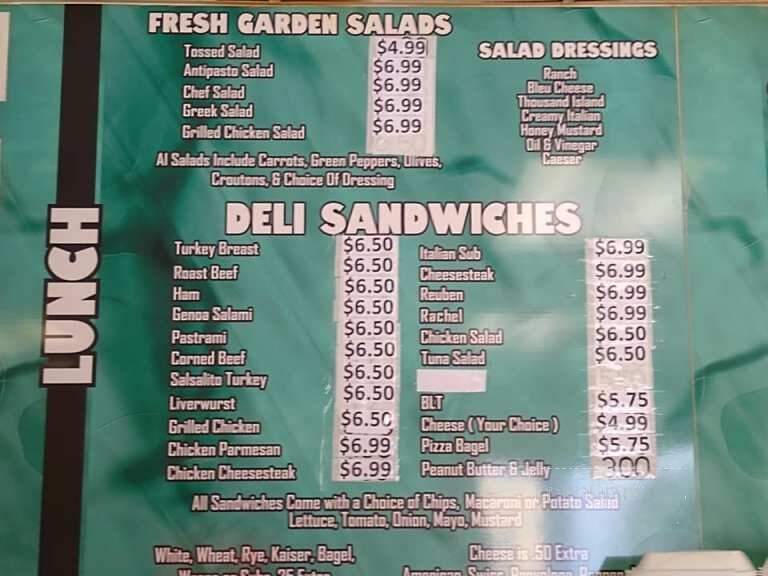 FRESH GARDEN SALADS
Tossed Salad $4.99
Antipasto Salad $6.99
Chef Salad $6.99
Greek Salad $6.99
Grilled Chicken Salad $6.99
Al Salads Include Carrots, Green Peppers, Olives,
Croutons, & Choice Of Dressing
SALAD DRESSINGS
Ranch
Bleu Cheese
Thousand Island
Creamy Italian
Honey Mustard
Oil & Vinegar
Caesar
LUNCH
DELI SANDWICHES
Turkey Breast $6.50
Roast Beef $6.50
Ham $6.50
Genoa Salami $6.50
Pastrami $6.50
Corned Beef $6.50
Salsalito Turkey $6.50
Liverwurst $6.50
Grilled Chicken $6.50
Chicken Parmesan $6.99
Chicken Cheesesteak $6.99
Italian Sub $6.99
Cheesesteak $6.99
Reuben $6.99
Rachel $6.99
Chicken Salad $6.50
Tuna Salad $6.50
BLT $5.75
Cheese ( Your Choice ) $4.99
Pizza Bagel $5.75
Peanut Butter & Jelly 3.00
All Sandwiches Come with a Choice of Chips, Macaroni or Potato Salad
Lettuce, Tomato, Onion, Mayo, Mustard
White, Wheat, Rye, Kaiser, Bagel,
Cheese is .50 Extra